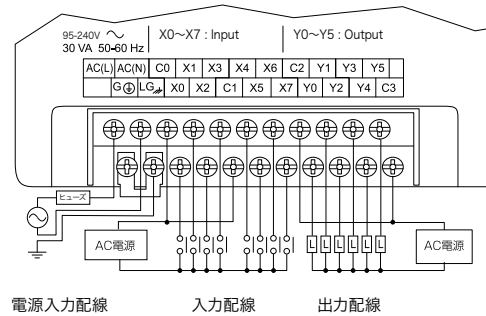 95-240V
30 VA 50-60 Hz
X0~X7 : Input
Y0~Y5 : Output
AC(L) AC(N) C0 X1 X3 X4 X6 C2 Y1 Y3 Y5
G LG X0 X2 C1 X5 X7 Y0 Y2 Y4 C3
ヒューズ
AC電源
L L L L L L
AC電源
電源入力配線 入力配線 出力配線